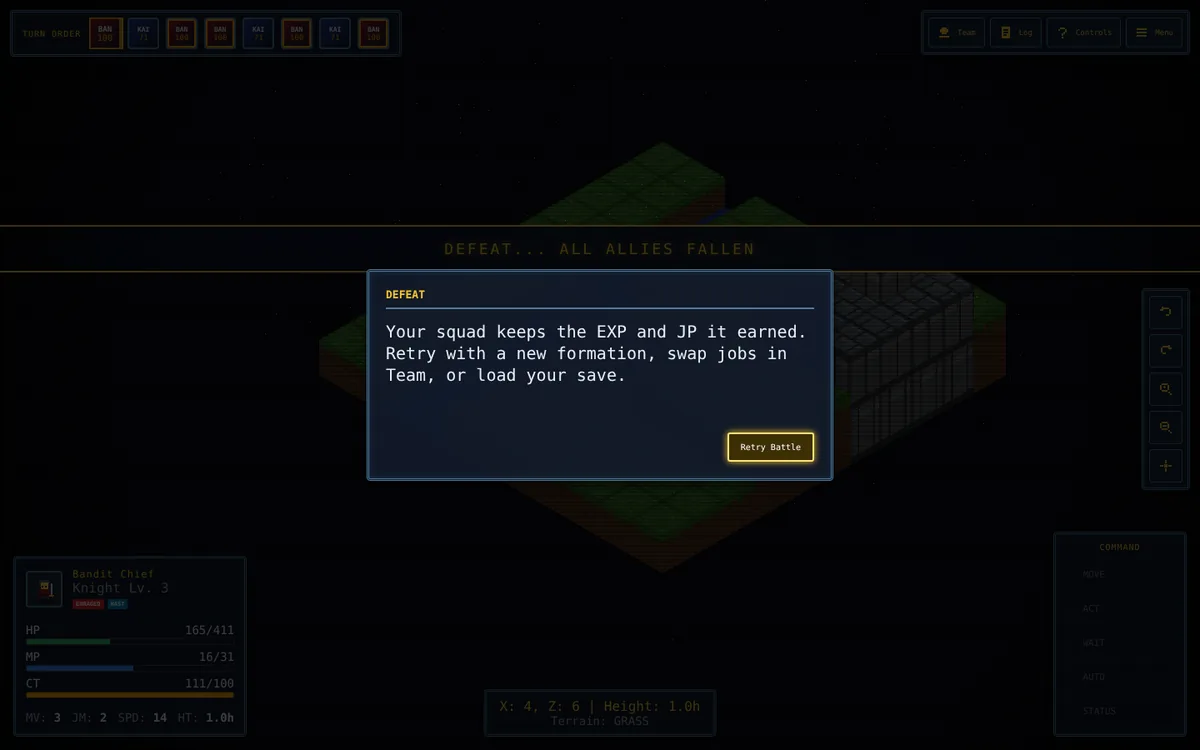 TURN ORDER
BAN 100
KAI 71
BAN 100
BAN 100
KAI 71
BAN 100
KAI 71
BAN 100
Team
Log
? Controls
Menu
DEFEAT... ALL ALLIES FALLEN
DEFEAT
Your squad keeps the EXP and JP it earned.
Retry with a new formation, swap jobs in
Team, or load your save.
Retry Battle
Bandit Chief
Knight Lv. 3
ENRAGED HASTE
HP 165/411
MP 16/31
CT 111/100
MV: 3 JM: 2 SPD: 14 HT: 1.0h
X: 4, Z: 6 | Height: 1.0h
Terrain: GRASS
COMMAND
MOVE
ACT
WAIT
AUTO
STATUS